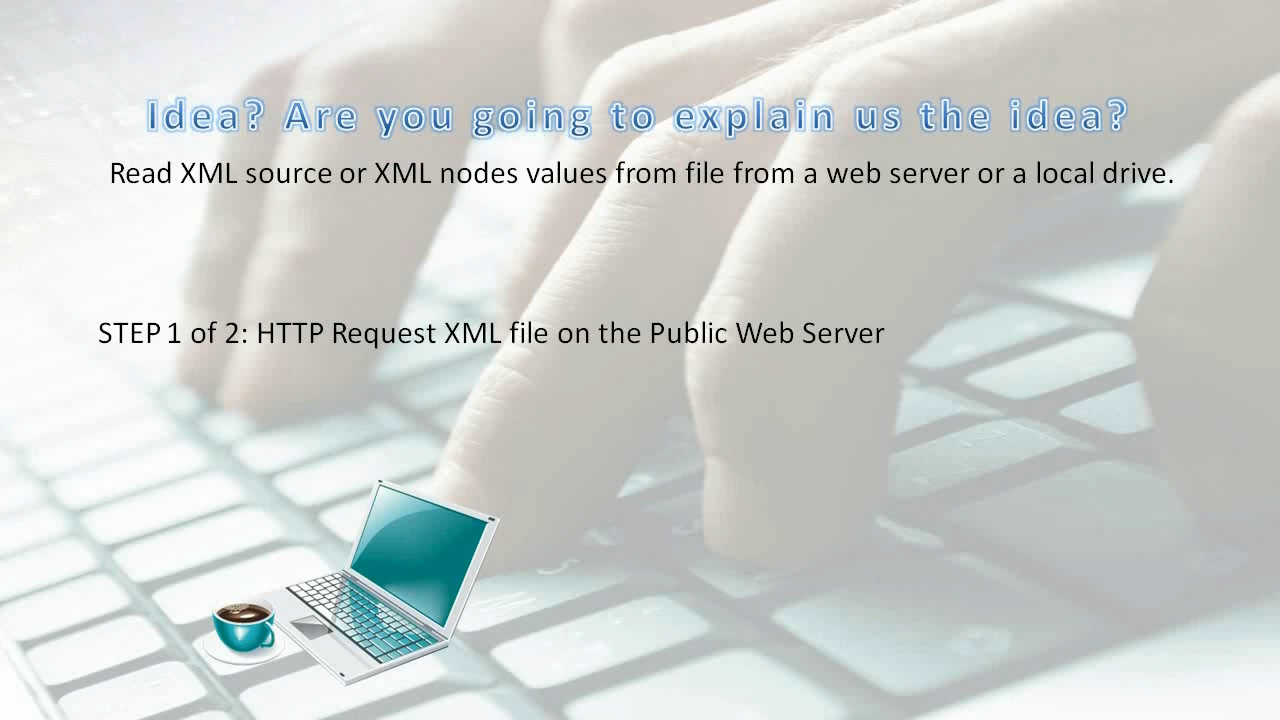 Idea? Are you going to explain us the idea?
Read XML source or XML nodes values from file from a web server or a local drive.
STEP 1 of 2: HTTP Request XML file on the Public Web Server